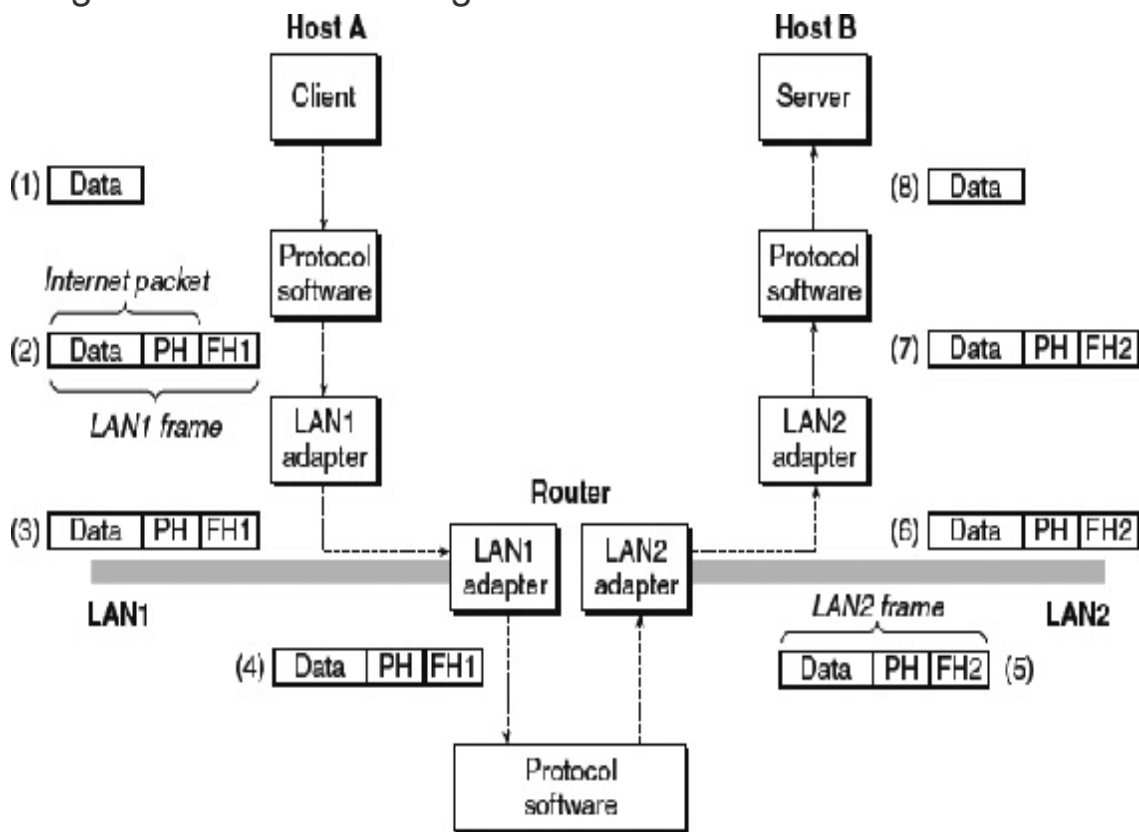 Host A
Host B
Client
Server
(1) Data
(8) Data
Protocol
software
Protocol
software
Internet packet
(2) Data PH FH1
(7) Data PH FH2
LAN1 frame
LAN1
adapter
LAN2
adapter
Router
(3) Data PH FH1
(6) Data PH FH2
LAN1
adapter
LAN2
adapter
LAN1
LAN2 frame
LAN2
(4) Data PH FH1
Data PH FH2 (5)
Protocol
software